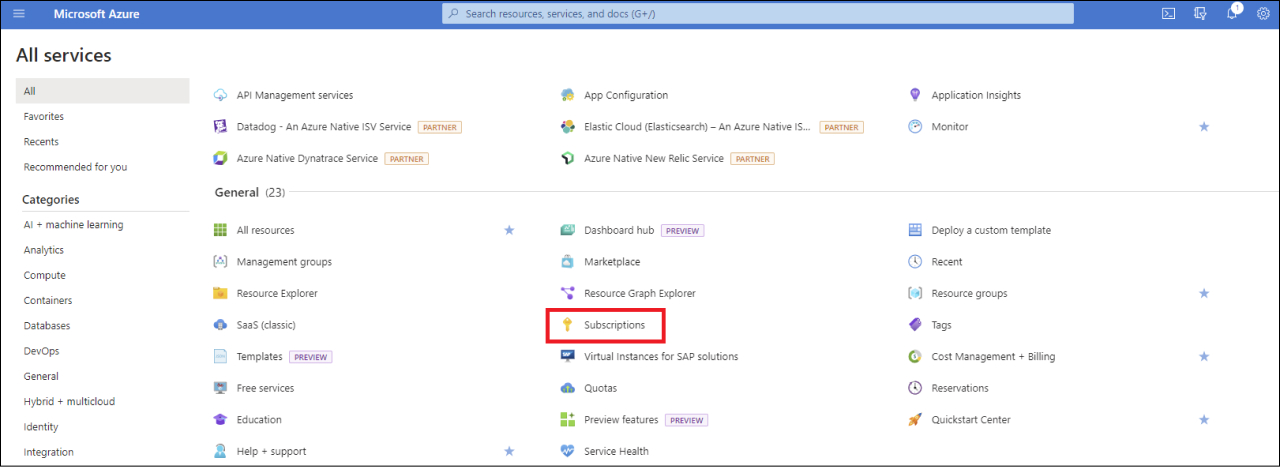 Microsoft Azure
Search resources, services, and docs (G+/)
1
All services
All
Favorites
Recents
Recommended for you
Categories
AI + machine learning
Analytics
Compute
Containers
Databases
DevOps
General
Hybrid + multicloud
Identity
Integration
API Management services
App Configuration
Application Insights
Datadog - An Azure Native ISV Service PARTNER
Elastic Cloud (Elasticsearch) – An Azure Native IS... PARTNER
Monitor
Azure Native Dynatrace Service PARTNER
Azure Native New Relic Service PARTNER
General (23)
All resources
Dashboard hub PREVIEW
Deploy a custom template
Management groups
Marketplace
Recent
Resource Explorer
Resource Graph Explorer
Resource groups
SaaS (classic)
Subscriptions
Tags
Templates PREVIEW
SAP
Virtual Instances for SAP solutions
Cost Management + Billing
Free services
Quotas
Reservations
Education
Preview features PREVIEW
Quickstart Center
Help + support
Service Health